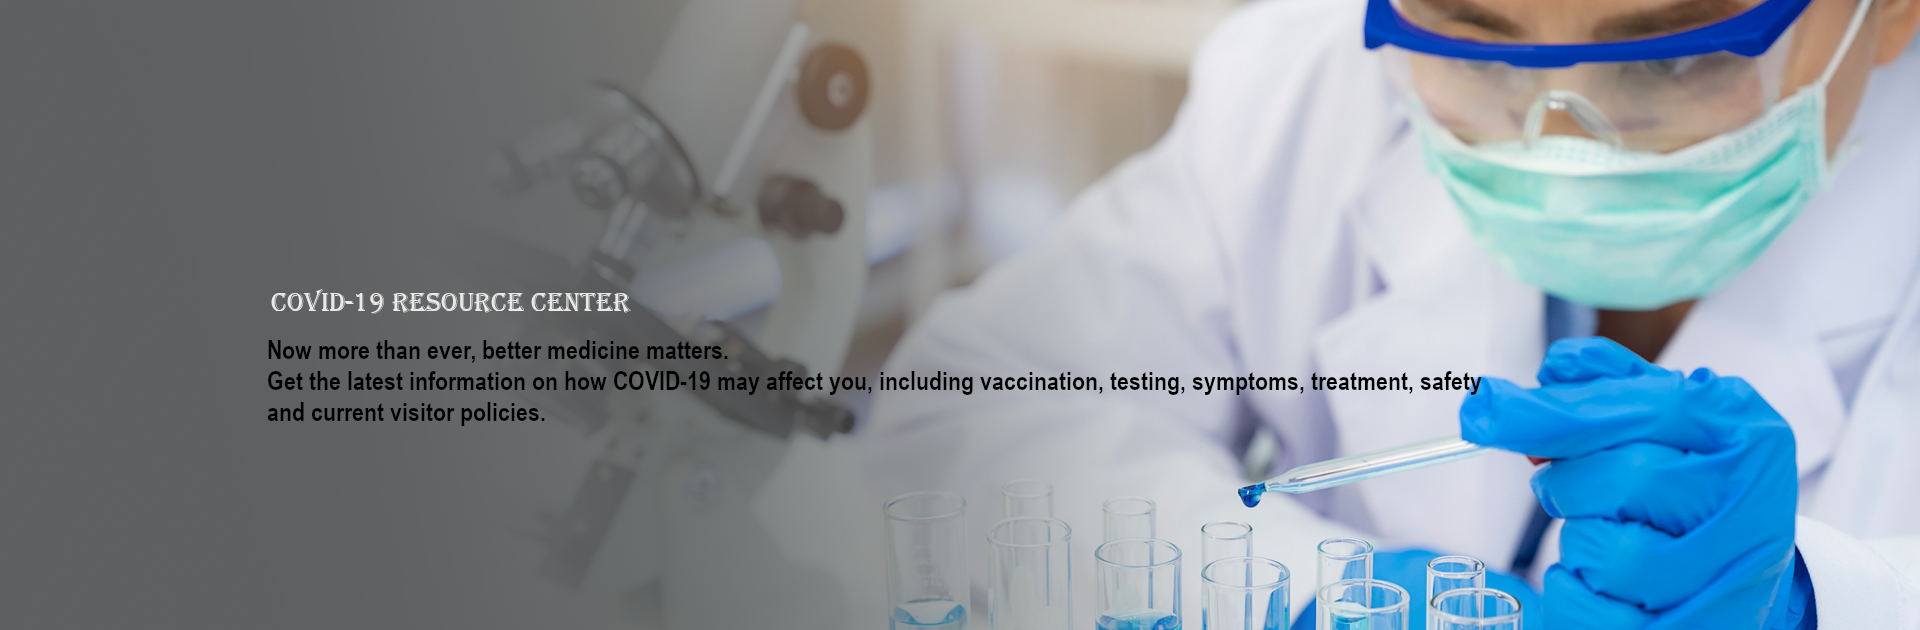 COVID-19 RESOURCE CENTER
Now more than ever, better medicine matters.
Get the latest information on how COVID-19 may affect you, including vaccination, testing, symptoms, treatment, safety
and current visitor policies.